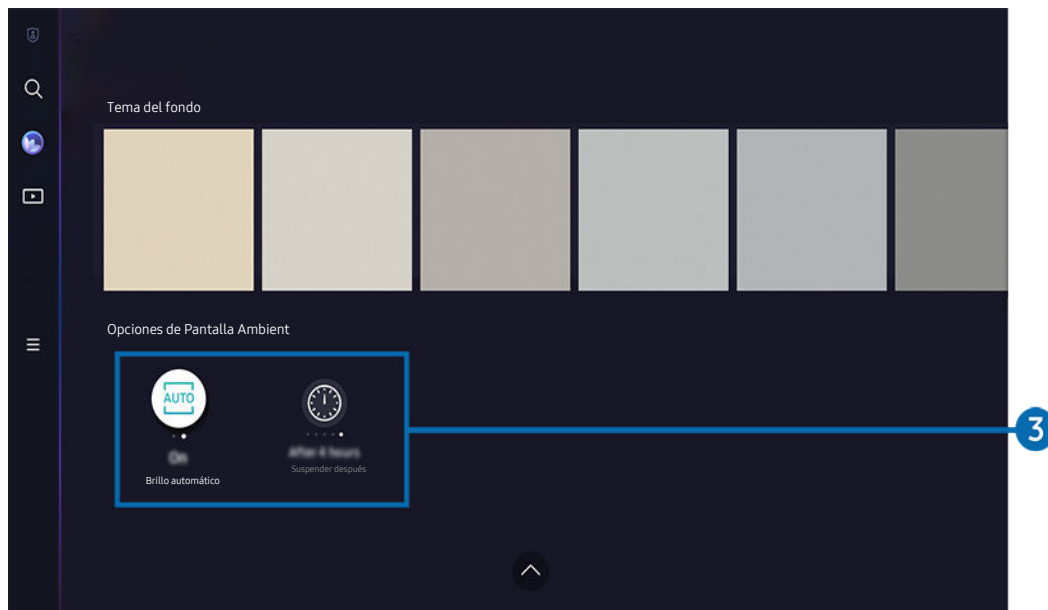 Tema del fondo
Opciones de Pantalla Ambient
AUTO
On
After 4 hours
Brillo automático
Suspender después
3